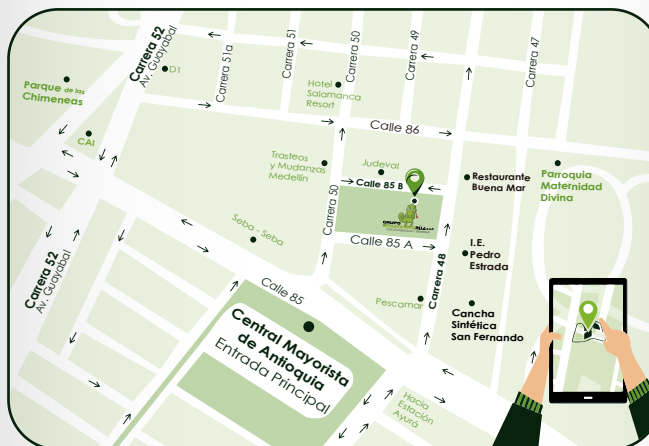 Carrera 52
Av. Guayabal
D1
Carrera 51a
Carrera 51
Carrera 50
Carrera 49
Carrera 47
Parque de las
Chimeneas
Hotel
Salamanca
Resort
CAI
Calle 86
Trasteos
y Mudanzas
Medellín
Judeval
Calle 85 B
Restaurante
Buena Mar
Parroquia
Maternidad
Divina
GRUPO
Carrera 50
Seba - Seba
Calle 85 A
I.E.
Pedro
Estrada
Carrera 52
Av. Guayabal
Carrera 48
Calle 85
Pescamar
Cancha
Sintética
San Fernando
Central Mayorista
de Antioquia
Entrada Principal
Hacia
Estación
Ayurá